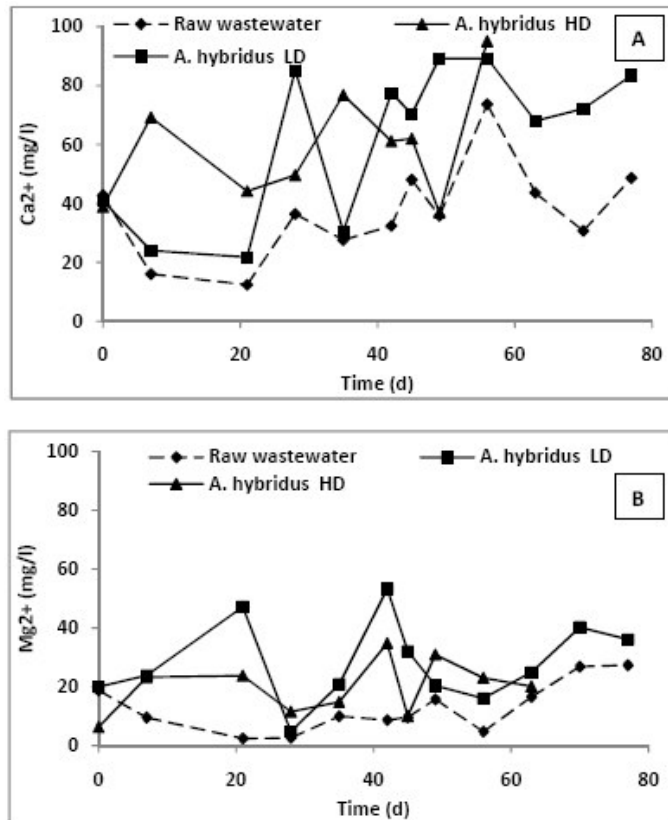 Raw wastewater A. hybridus HD
A. hybridus LD
A
100
80
60
40
20
0
Ca2+ (mg/l)
0 20 40 60 80
Time (d)
Raw wastewater A. hybridus LD
A. hybridus HD
B
100
80
60
40
20
0
Mg2+ (mg/l)
0 20 40 60 80
Time (d)